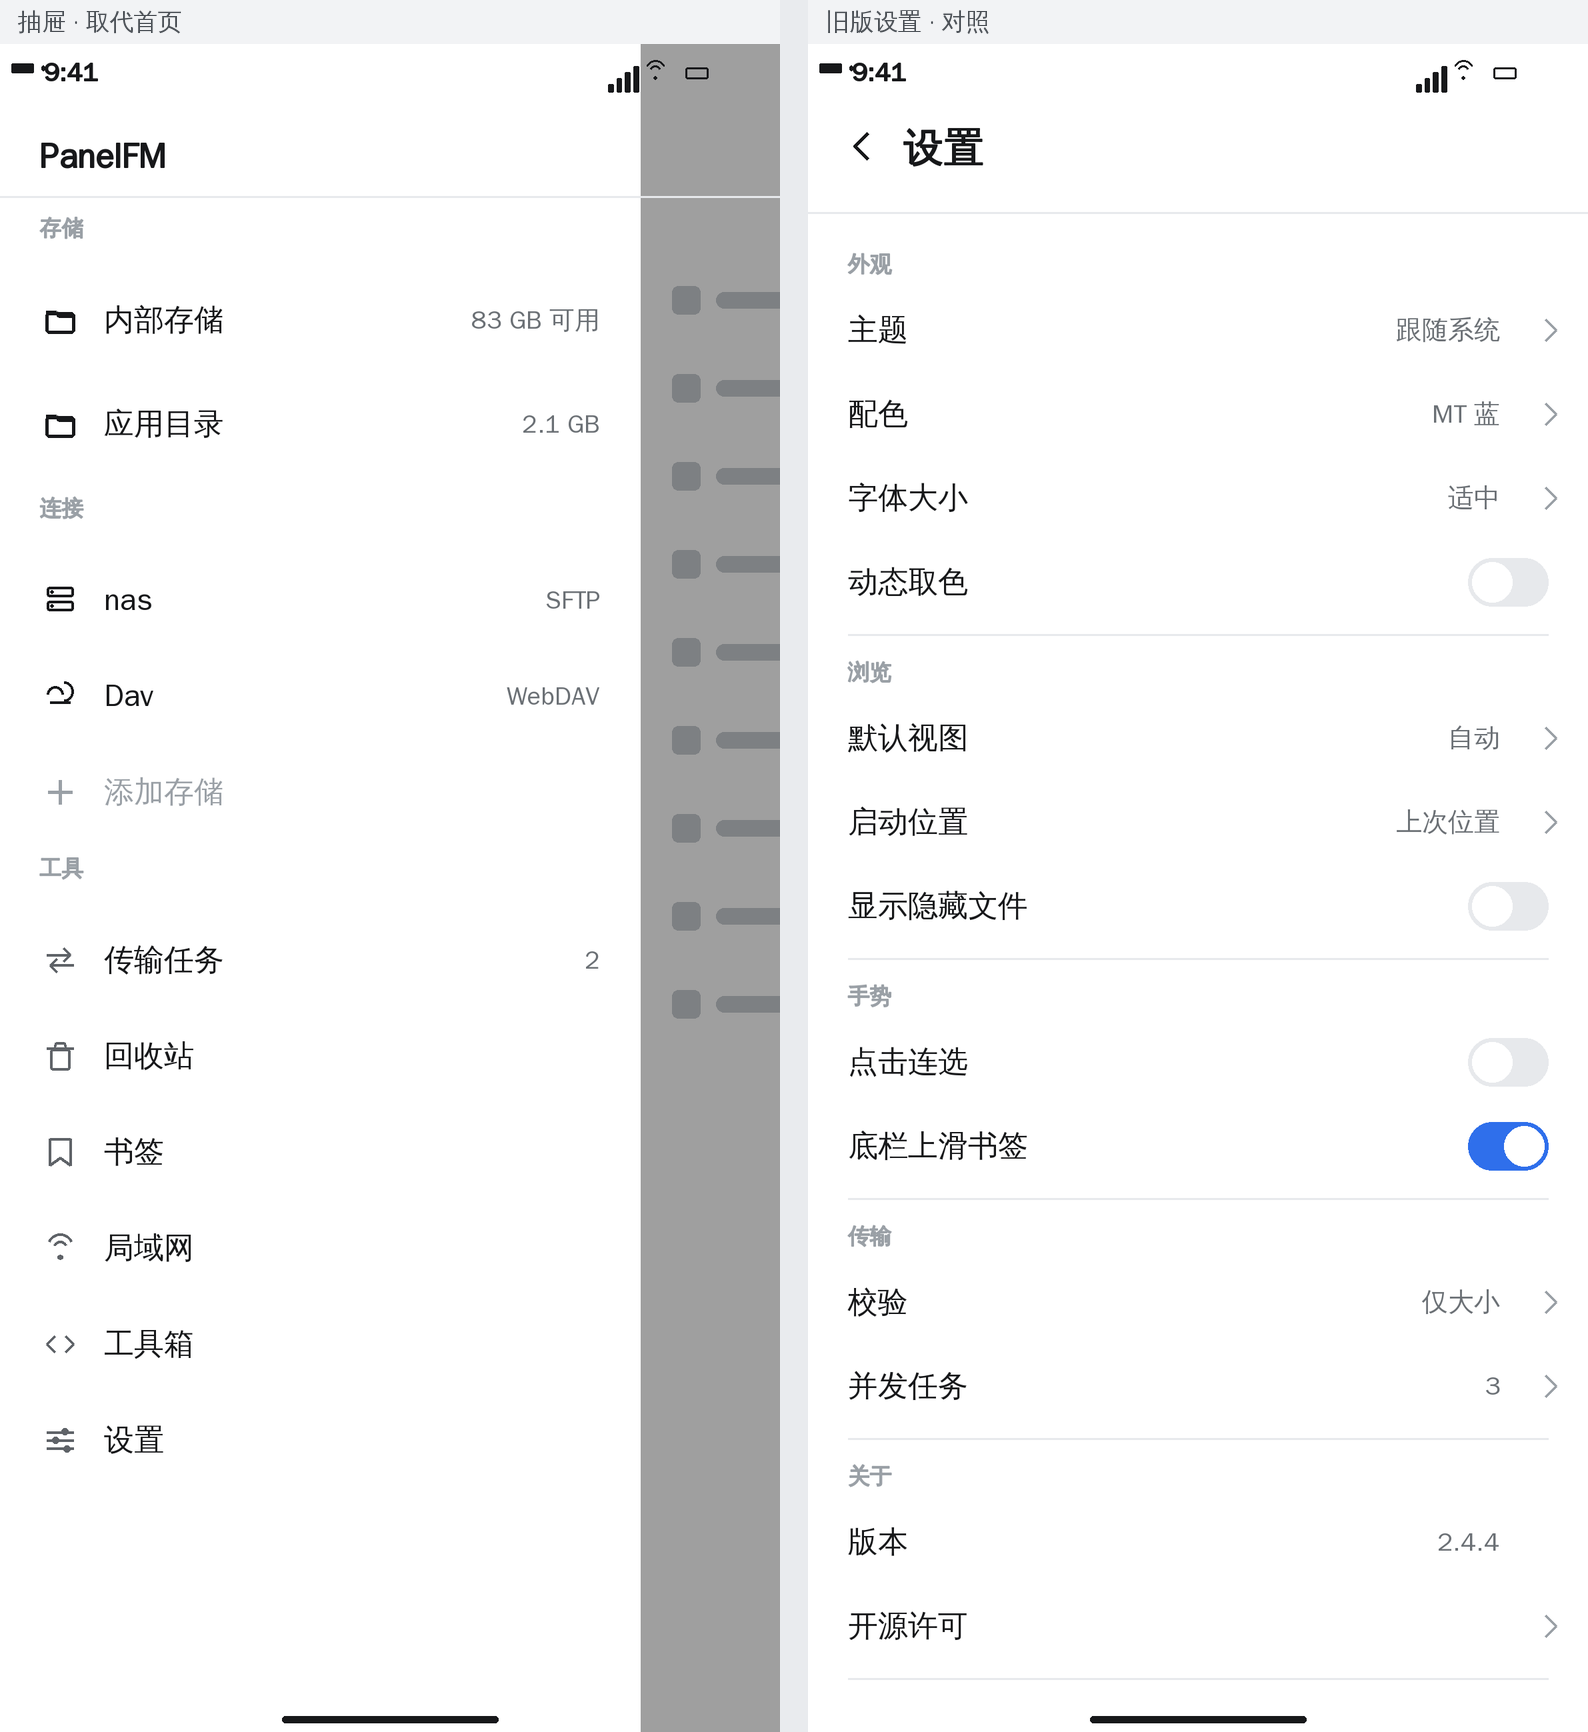 抽屉 · 取代首页
9:41
PanelFM
存储
内部存储 83 GB 可用
应用目录 2.1 GB
连接
nas SFTP
Dav WebDAV
添加存储
工具
传输任务 2
回收站
书签
局域网
工具箱
设置
旧版设置 · 对照
9:41
设置
外观
主题 跟随系统
配色 MT 蓝
字体大小 适中
动态取色
浏览
默认视图 自动
启动位置 上次位置
显示隐藏文件
手势
点击连选
底栏上滑书签
传输
校验 仅大小
并发任务 3
关于
版本 2.4.4
开源许可